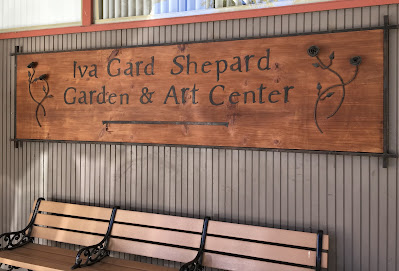 Iva Gard Shepard
Garden & Art Center